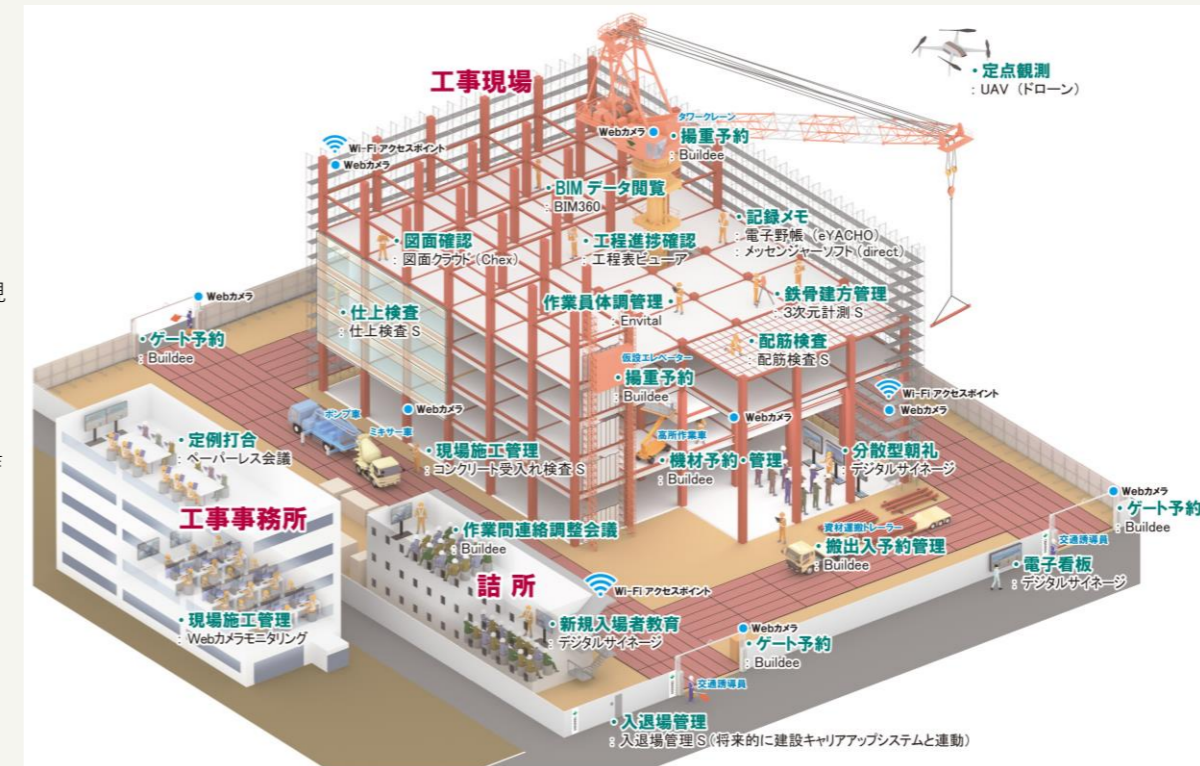 工事現場
・定点観測
: UAV（ドローン）
タワークレーン
Webカメラ
・揚重予約
: Buildee
Wi-Fi アクセスポイント
Webカメラ
・BIM データ閲覧
: BIM360
・記録メモ
: 電子野帳（eYACHO）
: メッセンジャーソフト（direct）
・図面確認
: 図面クラウド（Chex）
・工程進捗確認
: 工程表ビューア
作業員体調管理・
: Envital
・鉄骨建方管理
: 3次元計測 S
Webカメラ
・ゲート予約
: Buildee
・仕上検査
: 仕上検査 S
・配筋検査
: 配筋検査 S
仮設エレベーター
・揚重予約
: Buildee
Wi-Fi アクセスポイント
Webカメラ
ポンプ車
Webカメラ
ミキサー車
Webカメラ
・定例打合
: ペーパーレス会議
・現場施工管理
: コンクリート受入れ検査 S
高所作業車
・機材予約・管理
: Buildee
・分散型朝礼
: デジタルサイネージ
工事事務所
・作業間連絡調整会議
: Buildee
資材運搬トレーラー
・搬出入予約管理
: Buildee
Webカメラ
・ゲート予約
: Buildee
交通誘導員
・電子看板
: デジタルサイネージ
詰所
Wi-Fi アクセスポイント
・現場施工管理
: Webカメラモニタリング
・新規入場者教育
: デジタルサイネージ
Webカメラ
・ゲート予約
: Buildee
交通誘導員
・入退場管理
: 入退場管理 S（将来的に建設キャリアアップシステムと連動）